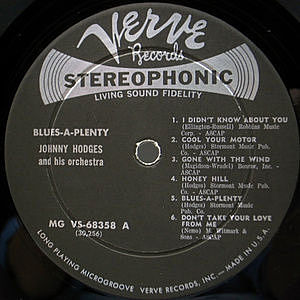 Verve
Records
STEREOPHONIC
LIVING SOUND FIDELITY
BLUES-A-PLENTY
JOHNNY HODGES
and his orchestra
1. I DIDN'T KNOW ABOUT YOU
(Ellington-Russell) Robbins Music
Corp. - ASCAP
2. COOL YOUR MOTOR
(Hodges) Stormont Music Pub.
Co. - ASCAP
3. GONE WITH THE WIND
(Magidson-Wrubel) Bourne, Inc. -
ASCAP
4. HONEY HILL
(Hodges) Stormont Music Pub.
Co. - ASCAP
5. BLUES-A-PLENTY
(Hodges) Stormont Music
Pub. Co.
6. DON'T TAKE YOUR LOVE
FROM ME
(Nemo) M. Witmark &
Sons - ASCAP
MG VS-68358 A
(39,256)
LONG PLAYING MICROGROOVE VERVE RECORDS, INC.—MADE IN U.S.A.